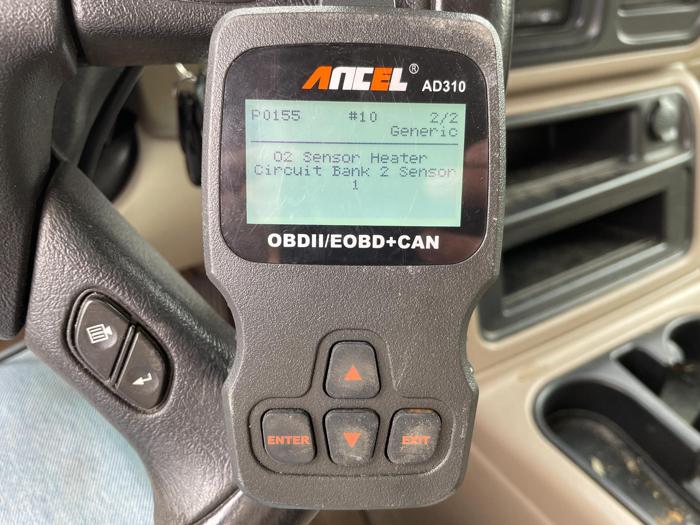 ANCEL® AD310
P0155 #10 2/2
Generic
O2 Sensor Heater
Circuit Bank 2 Sensor
1
OBDII/EOBD+CAN
ENTER EXIT